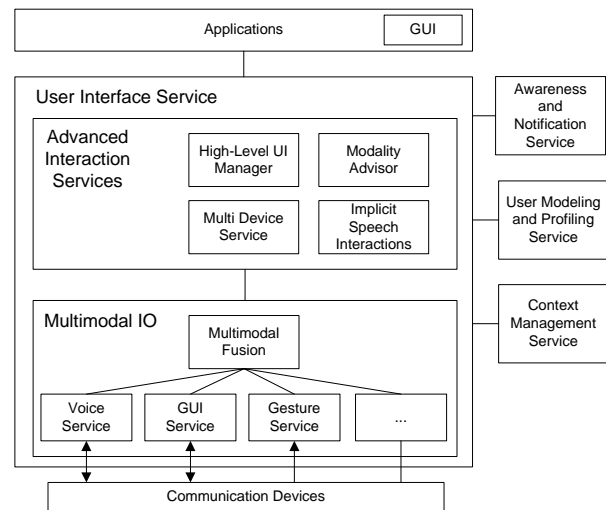 Applications
GUI
User Interface Service
Awareness
and
Notification
Service
Advanced
Interaction
Services
High-Level UI
Manager
Modality
Advisor
Multi Device
Service
Implicit
Speech
Interactions
User Modeling
and Profiling
Service
Context
Management
Service
Multimodal IO
Multimodal
Fusion
Voice
Service
GUI
Service
Gesture
Service
...
Communication Devices